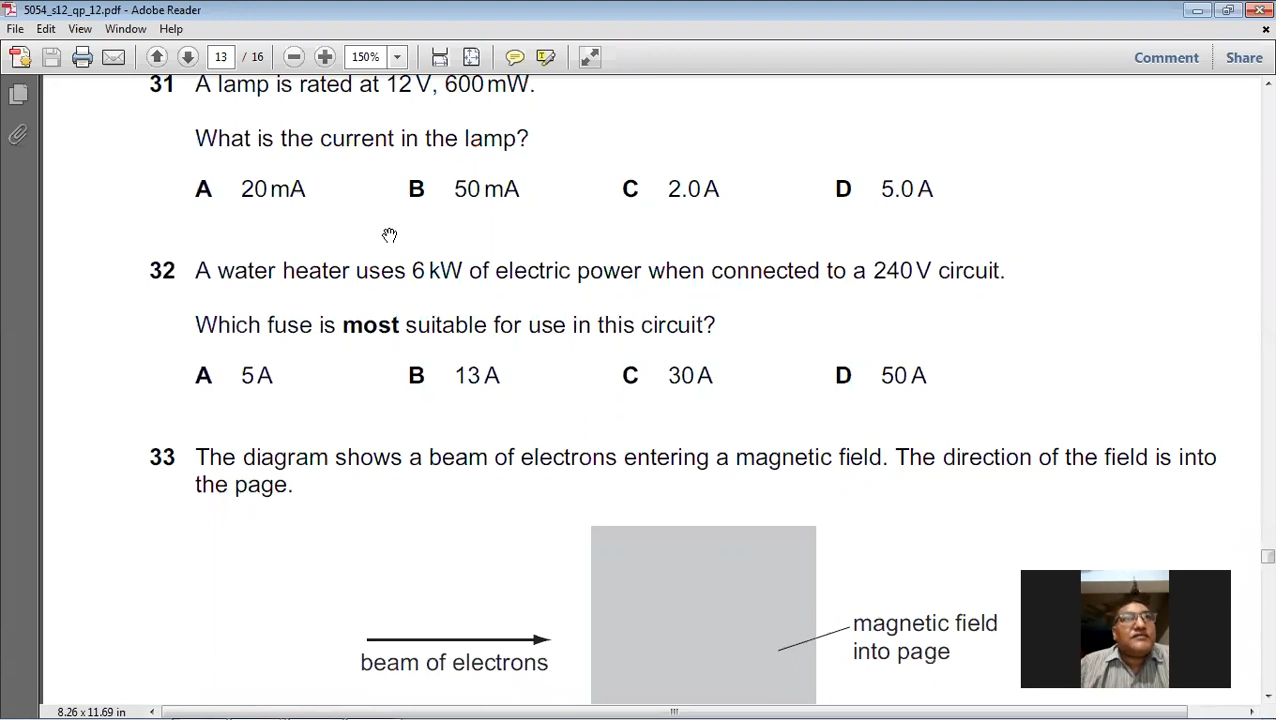 5054_s12_qp_12.pdf - Adobe Reader
File Edit View Window Help
13 / 16 150% Comment Share
31 A lamp is rated at 12 V, 600 mW.
What is the current in the lamp?
A 20 mA B 50 mA C 2.0 A D 5.0 A
32 A water heater uses 6 kW of electric power when connected to a 240 V circuit.
Which fuse is most suitable for use in this circuit?
A 5 A B 13 A C 30 A D 50 A
33 The diagram shows a beam of electrons entering a magnetic field. The direction of the field is into
the page.
magnetic field
into page
beam of electrons
8.26 x 11.69 in